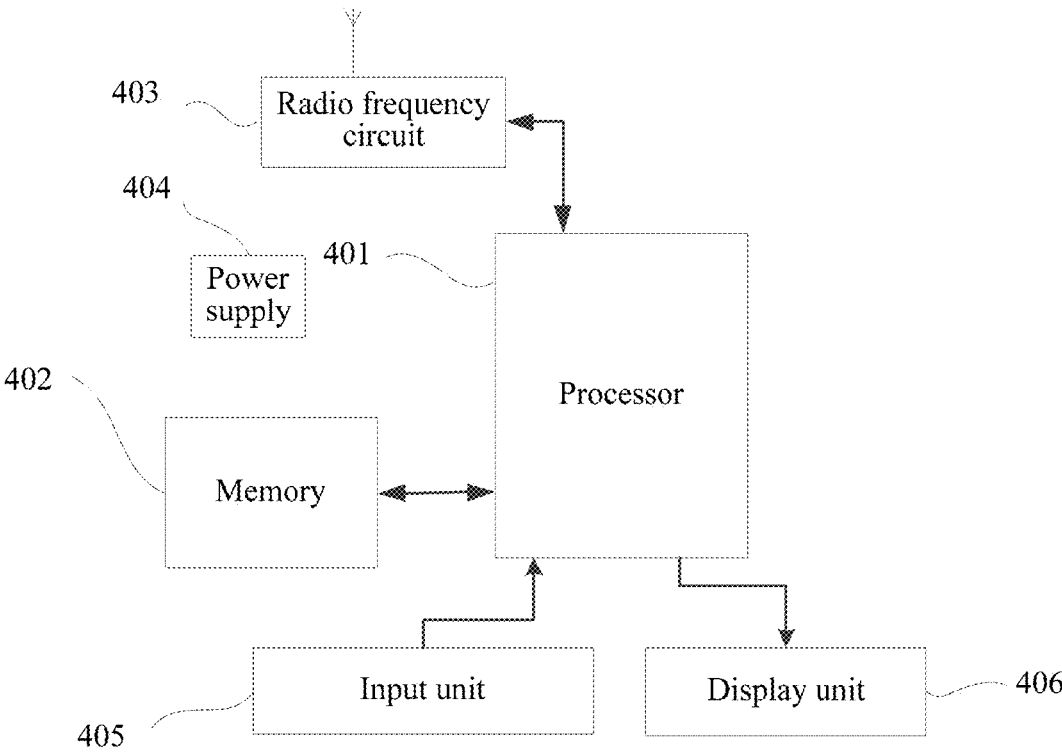 403
Radio frequency
circuit
404
Power
supply
401
Processor
402
Memory
Input unit
405
Display unit
406